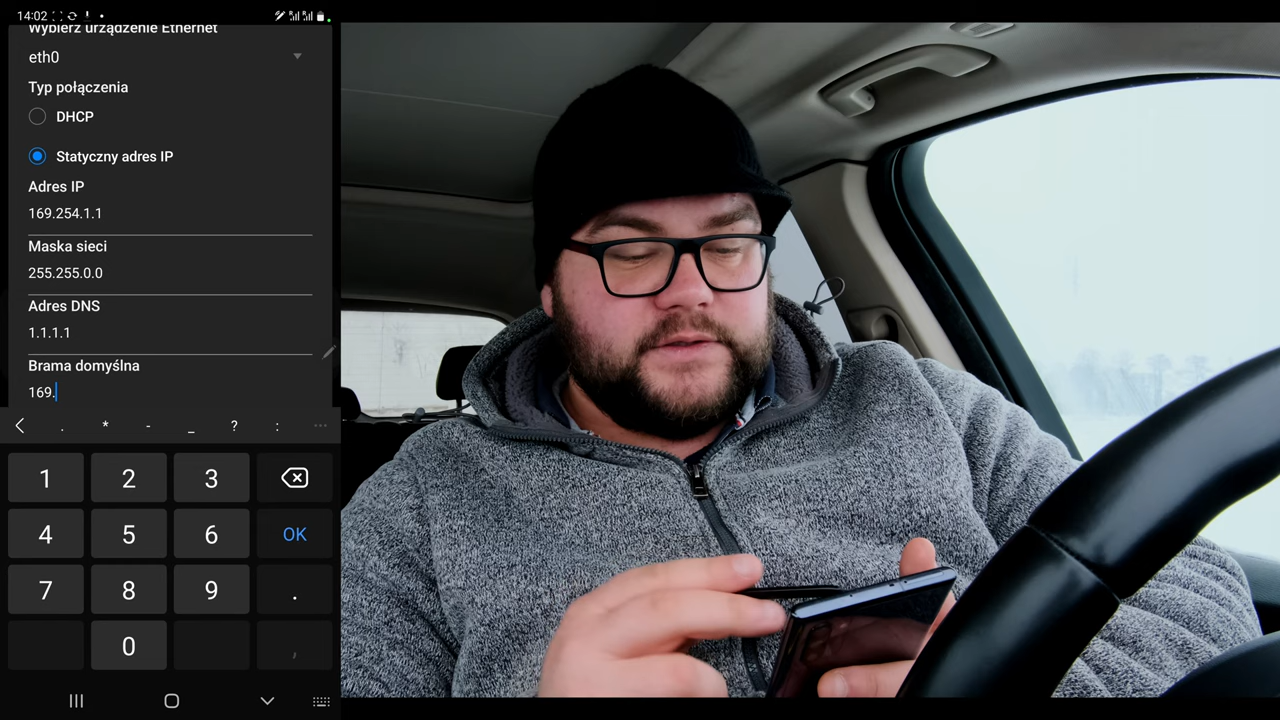 14:02
Wybierz urządzenie Ethernet
eth0
Typ połączenia
DHCP
Statyczny adres IP
Adres IP
169.254.1.1
Maska sieci
255.255.0.0
Adres DNS
1.1.1.1
Brama domyślna
169.
. * - _ ? :
1 2 3
4 5 6 OK
7 8 9 .
0 ,